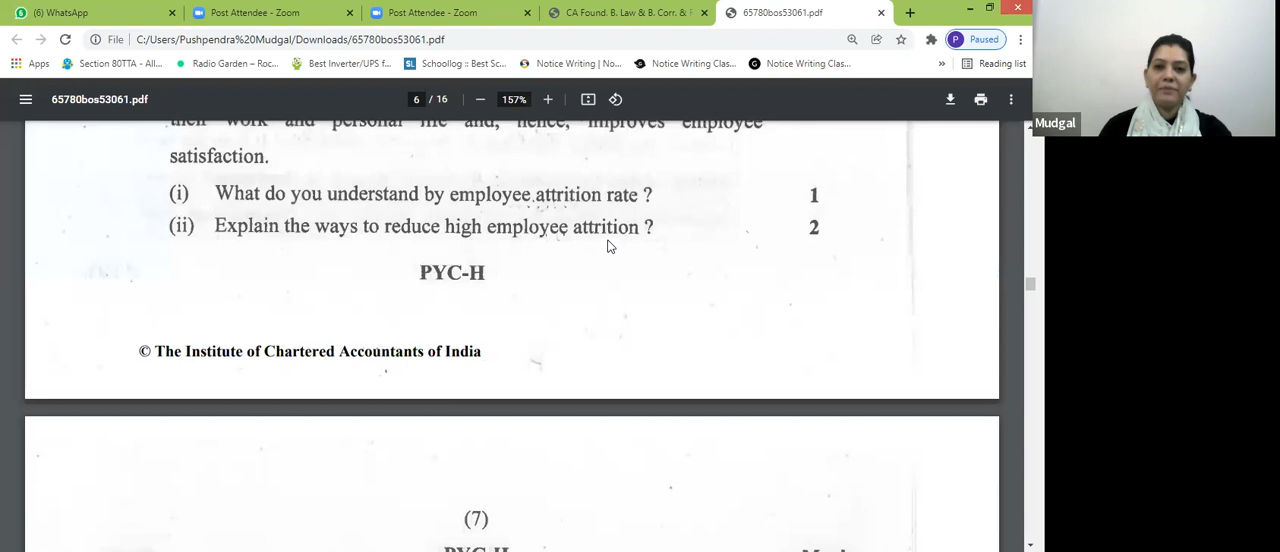 (6) WhatsApp
Post Attendee - Zoom
Post Attendee - Zoom
CA Found. B. Law & B. Corr. &
65780bos53061.pdf
File C:/Users/Pushpendra%20Mudgal/Downloads/65780bos53061.pdf
P Paused
Apps
Section 80TTA - All...
Radio Garden – Roc...
Best Inverter/UPS f...
SL Schoollog :: Best Sc...
Notice Writing | No...
Notice Writing Clas...
Notice Writing Clas...
»
Reading list
65780bos53061.pdf
6 / 16
157%
Mudgal
their work and personal life and, hence, improves employee
satisfaction.
(i) What do you understand by employee attrition rate ? 1
(ii) Explain the ways to reduce high employee attrition ? 2
PYC-H
© The Institute of Chartered Accountants of India
(7)
PYC-H